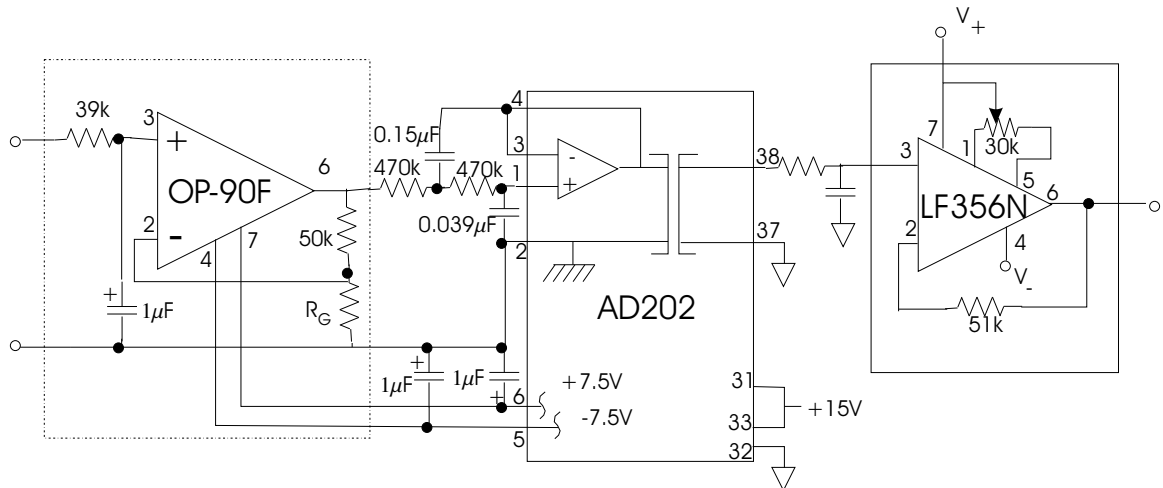 V+
39k
3
+
OP-90F
6
2
-
4
7
50k
RG
+
1µF
0.15µF
470k
470k
0.039µF
4
3
-
1
+
2
AD202
38
37
+
1µF
1µF
+
6
+7.5V
-7.5V
5
31
33
32
+15V
7
1
30k
5
3
LF356N
6
2
4
V-
51k